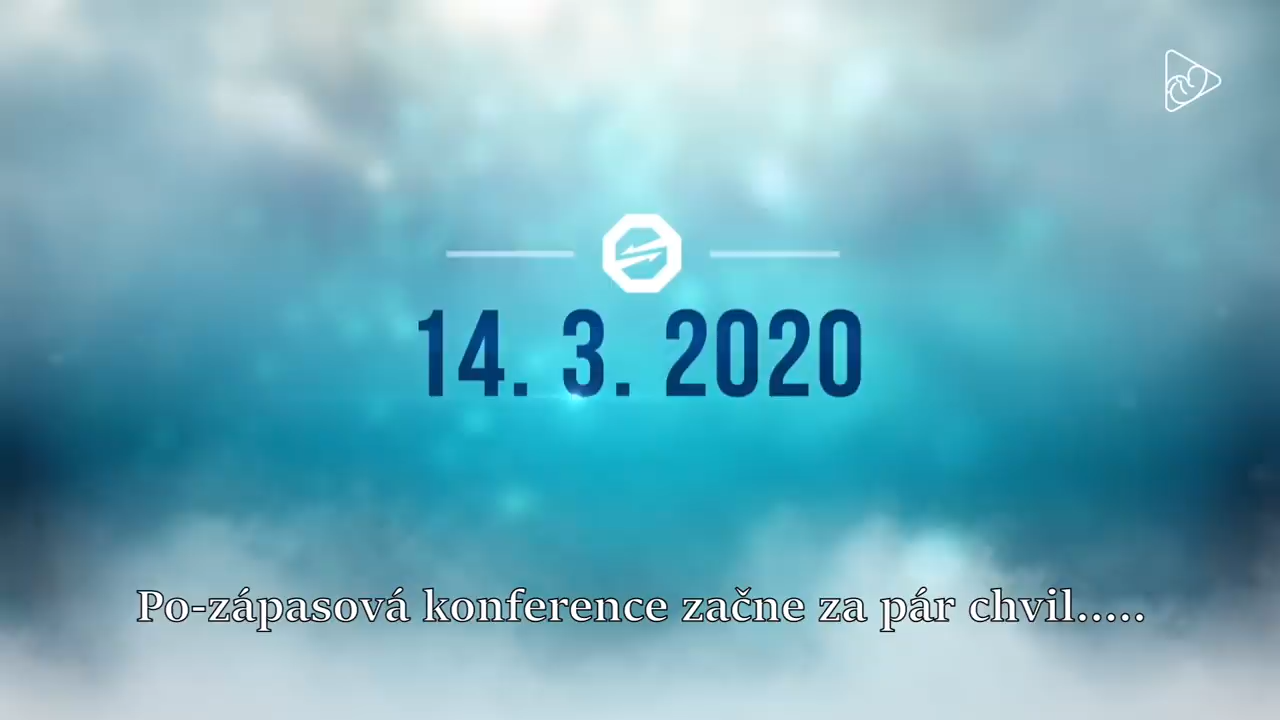 14. 3. 2020
Po-zápasová konference začne za pár chvil.....